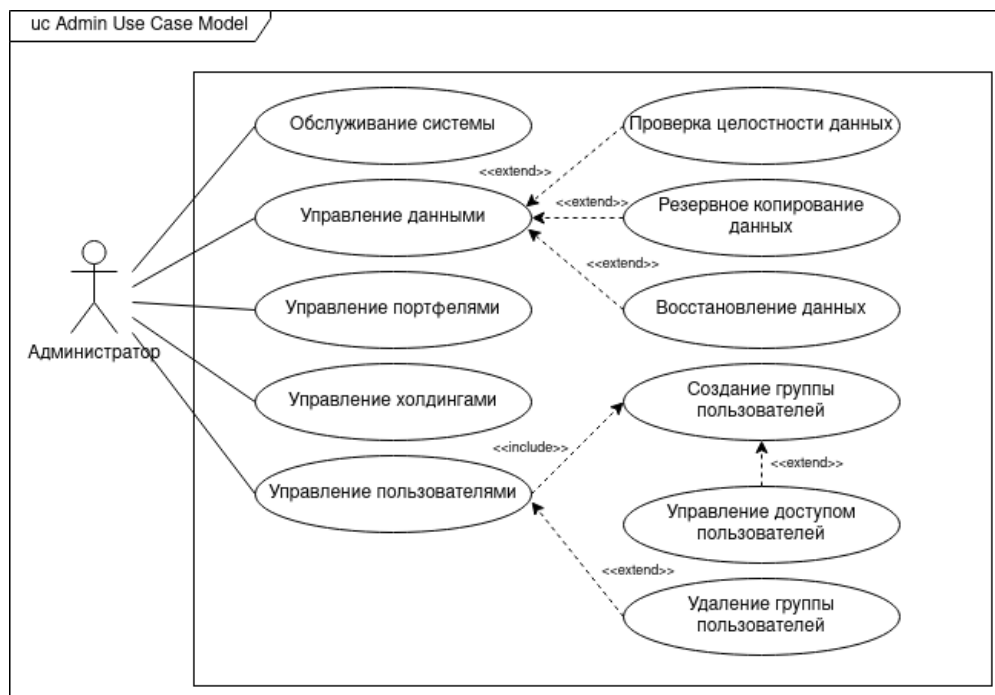 uc Admin Use Case Model
Обслуживание системы
Проверка целостности данных
<<extend>>
Управление данными
<<extend>>
Резервное копирование
данных
<<extend>>
Управление портфелями
Восстановление данных
Администратор
Управление холдингами
Создание группы
пользователей
<<include>>
<<extend>>
Управление пользователями
Управление доступом
пользователей
<<extend>>
Удаление группы
пользователей